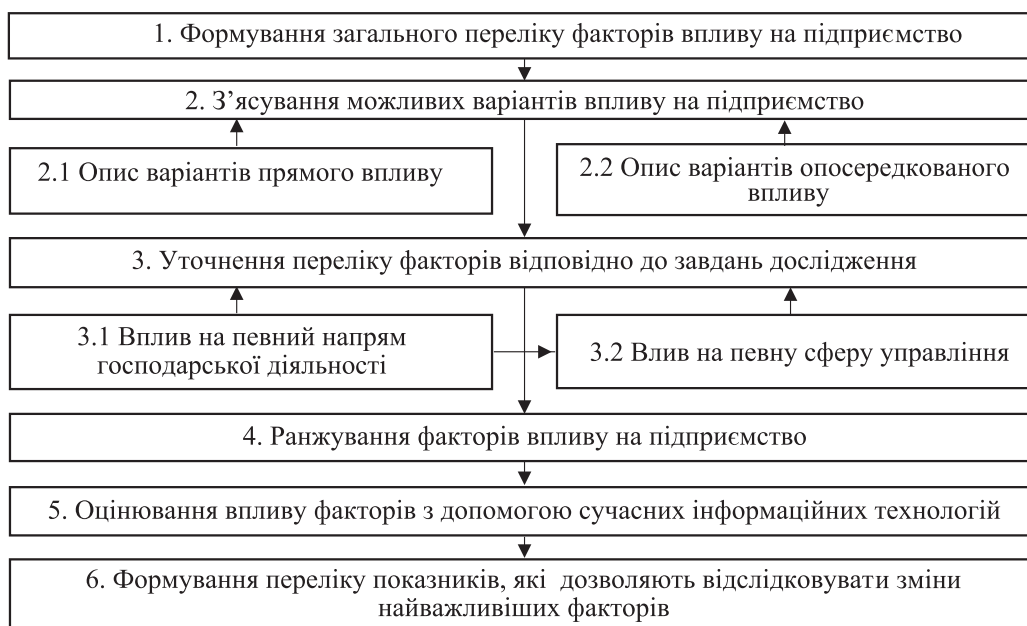 1. Формування загального переліку факторів впливу на підприємство
2. З’ясування можливих варіантів впливу на підприємство
2.1 Опис варіантів прямого впливу
2.2 Опис варіантів опосередкованого
впливу
3. Уточнення переліку факторів відповідно до завдань дослідження
3.1 Вплив на певний напрям
господарської діяльності
3.2 Влив на певну сферу управління
4. Ранжування факторів впливу на підприємство
5. Оцінювання впливу факторів з допомогою сучасних інформаційних технологій
6. Формування переліку показників, які дозволяють відслідковувати зміни
найважливіших факторів